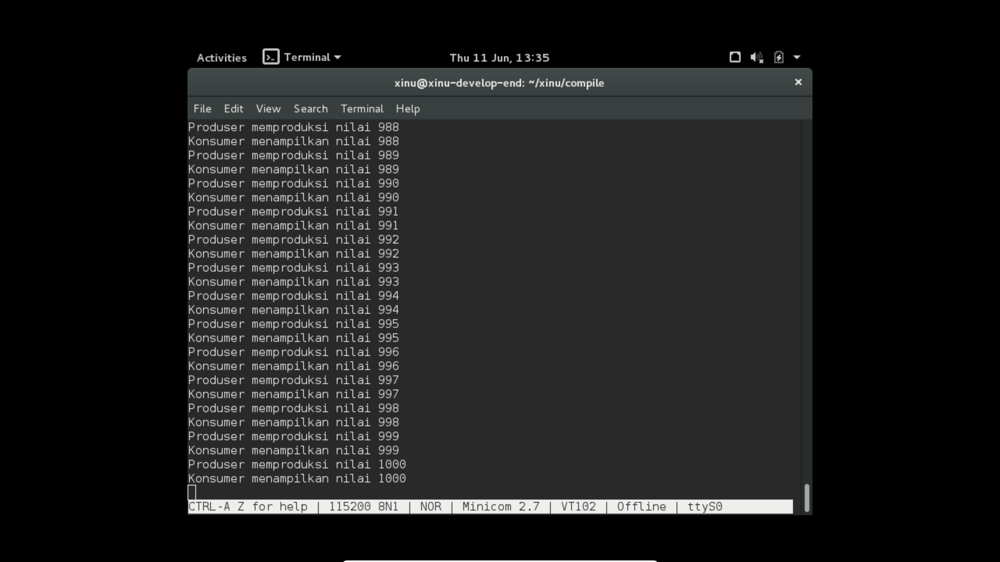 Activities Terminal Thu 11 Jun, 13:35
xinu@xinu-develop-end: ~/xinu/compile
File Edit View Search Terminal Help
Produser memproduksi nilai 988
Konsumer menampilkan nilai 988
Produser memproduksi nilai 989
Konsumer menampilkan nilai 989
Produser memproduksi nilai 990
Konsumer menampilkan nilai 990
Produser memproduksi nilai 991
Konsumer menampilkan nilai 991
Produser memproduksi nilai 992
Konsumer menampilkan nilai 992
Produser memproduksi nilai 993
Konsumer menampilkan nilai 993
Produser memproduksi nilai 994
Konsumer menampilkan nilai 994
Produser memproduksi nilai 995
Konsumer menampilkan nilai 995
Produser memproduksi nilai 996
Konsumer menampilkan nilai 996
Produser memproduksi nilai 997
Konsumer menampilkan nilai 997
Produser memproduksi nilai 998
Konsumer menampilkan nilai 998
Produser memproduksi nilai 999
Konsumer menampilkan nilai 999
Produser memproduksi nilai 1000
Konsumer menampilkan nilai 1000
CTRL-A Z for help | 115200 8N1 | NOR | Minicom 2.7 | VT102 | Offline | ttyS0